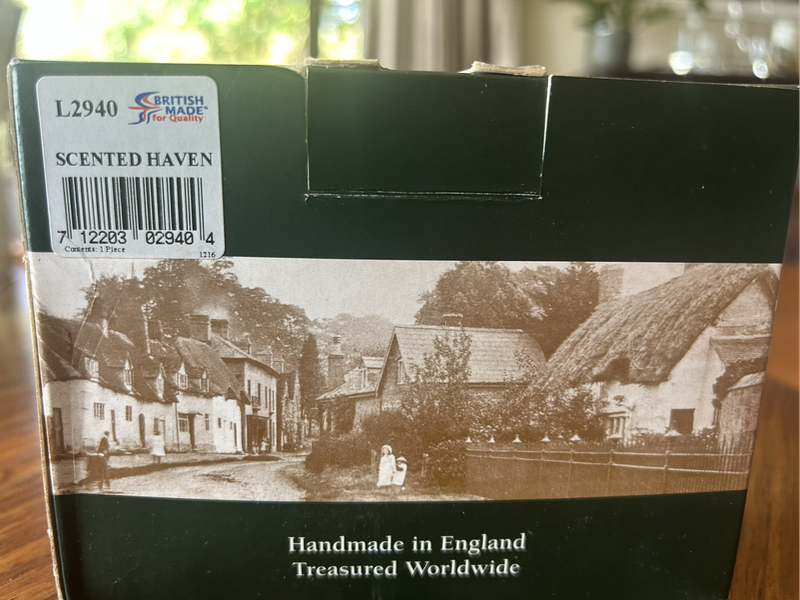 L2940
BRITISH
MADE™
for Quality
SCENTED HAVEN
7 12203 02940 4
Contents: 1 Piece
1216
Handmade in England
Treasured Worldwide